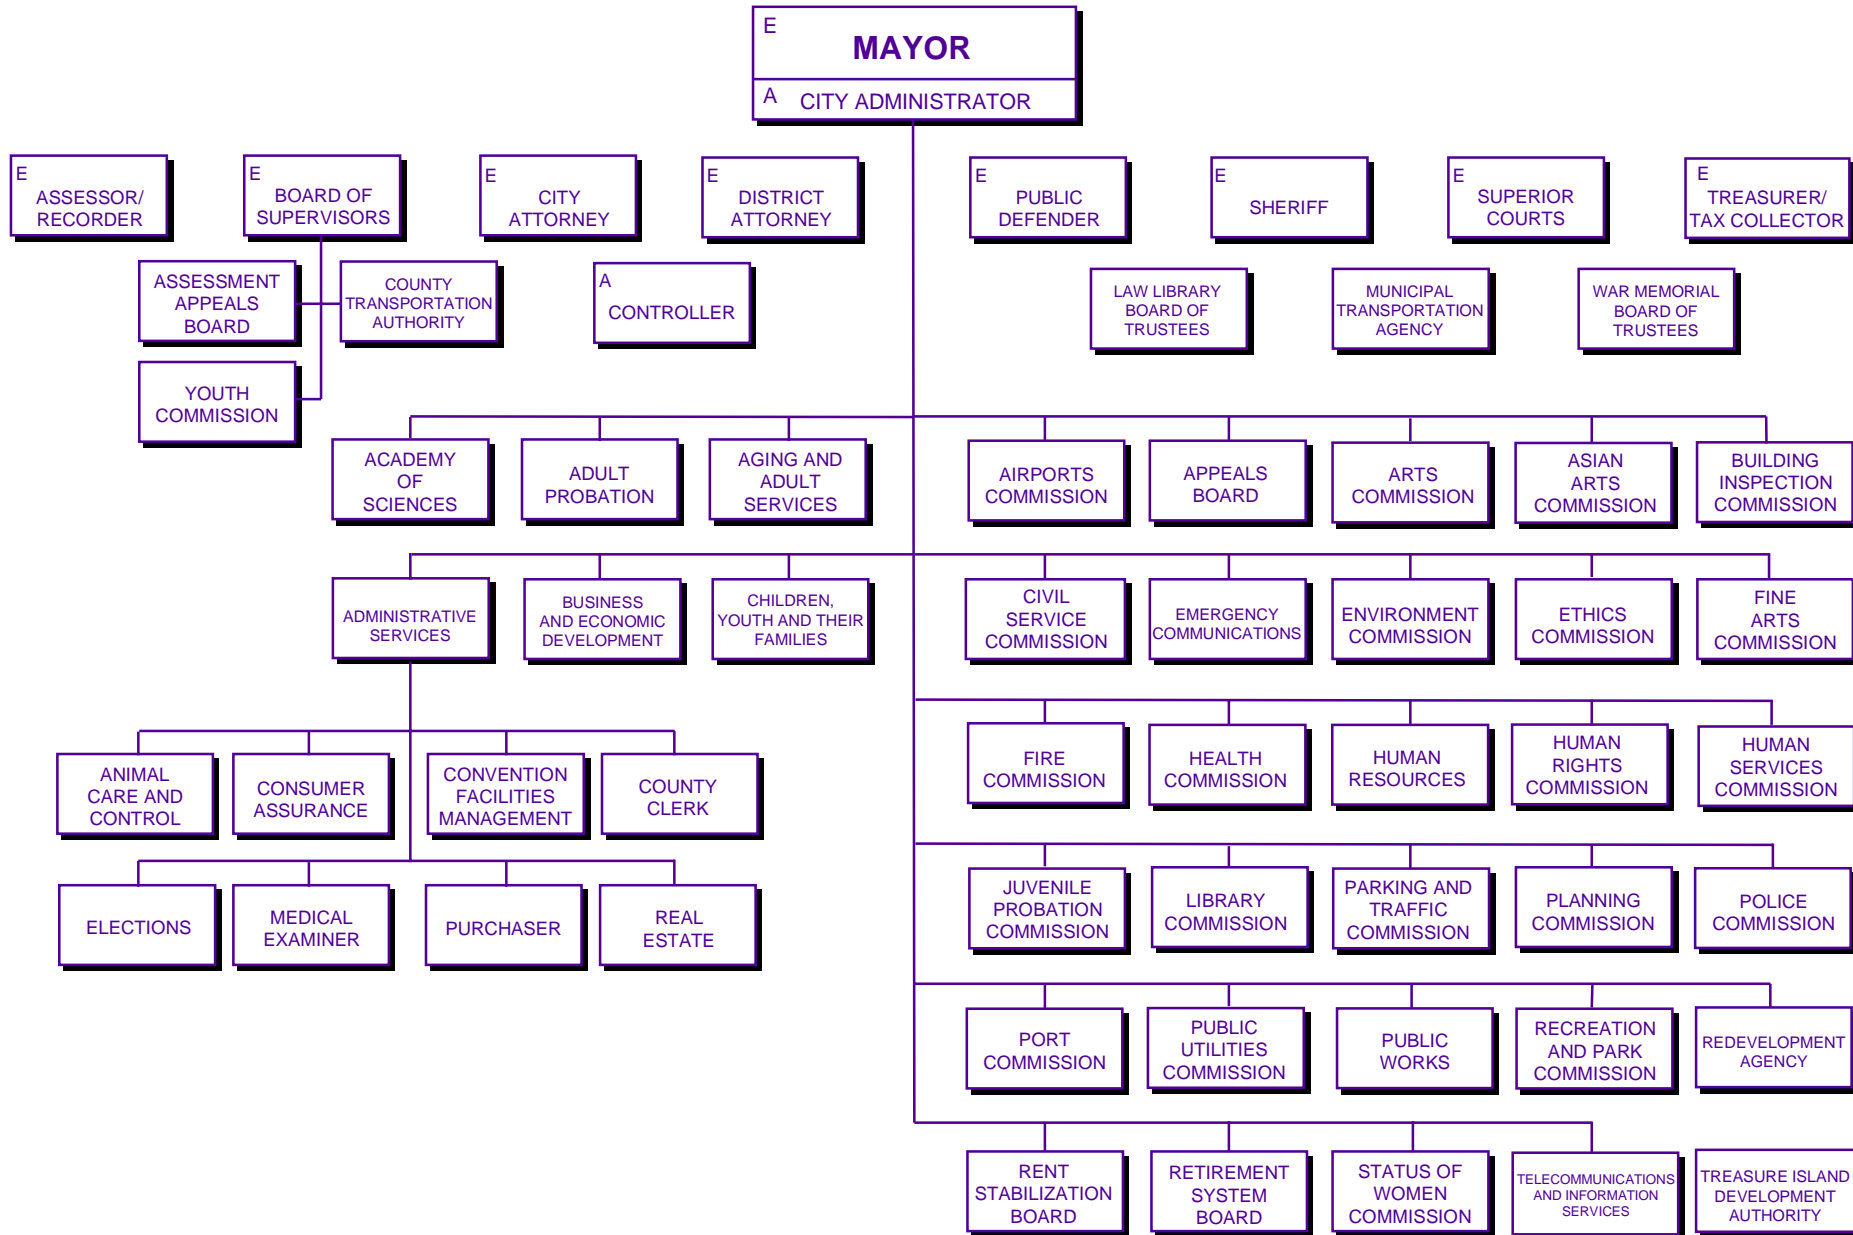 E
MAYOR
A CITY ADMINISTRATOR
E
ASSESSOR/
RECORDER
E
BOARD OF
SUPERVISORS
E
CITY
ATTORNEY
E
DISTRICT
ATTORNEY
E
PUBLIC
DEFENDER
E
SHERIFF
E
SUPERIOR
COURTS
E
TREASURER/
TAX COLLECTOR
ASSESSMENT
APPEALS
BOARD
COUNTY
TRANSPORTATION
AUTHORITY
A
CONTROLLER
LAW LIBRARY
BOARD OF
TRUSTEES
MUNICIPAL
TRANSPORTATION
AGENCY
WAR MEMORIAL
BOARD OF
TRUSTEES
YOUTH
COMMISSION
ACADEMY
OF
SCIENCES
ADULT
PROBATION
AGING AND
ADULT
SERVICES
AIRPORTS
COMMISSION
APPEALS
BOARD
ARTS
COMMISSION
ASIAN
ARTS
COMMISSION
BUILDING
INSPECTION
COMMISSION
ADMINISTRATIVE
SERVICES
BUSINESS
AND ECONOMIC
DEVELOPMENT
CHILDREN,
YOUTH AND THEIR
FAMILIES
CIVIL
SERVICE
COMMISSION
EMERGENCY
COMMUNICATIONS
ENVIRONMENT
COMMISSION
ETHICS
COMMISSION
FINE
ARTS
COMMISSION
ANIMAL
CARE AND
CONTROL
CONSUMER
ASSURANCE
CONVENTION
FACILITIES
MANAGEMENT
COUNTY
CLERK
FIRE
COMMISSION
HEALTH
COMMISSION
HUMAN
RESOURCES
HUMAN
RIGHTS
COMMISSION
HUMAN
SERVICES
COMMISSION
ELECTIONS
MEDICAL
EXAMINER
PURCHASER
REAL
ESTATE
JUVENILE
PROBATION
COMMISSION
LIBRARY
COMMISSION
PARKING AND
TRAFFIC
COMMISSION
PLANNING
COMMISSION
POLICE
COMMISSION
PORT
COMMISSION
PUBLIC
UTILITIES
COMMISSION
PUBLIC
WORKS
RECREATION
AND PARK
COMMISSION
REDEVELOPMENT
AGENCY
RENT
STABILIZATION
BOARD
RETIREMENT
SYSTEM
BOARD
STATUS OF
WOMEN
COMMISSION
TELECOMMUNICATIONS
AND INFORMATION
SERVICES
TREASURE ISLAND
DEVELOPMENT
AUTHORITY